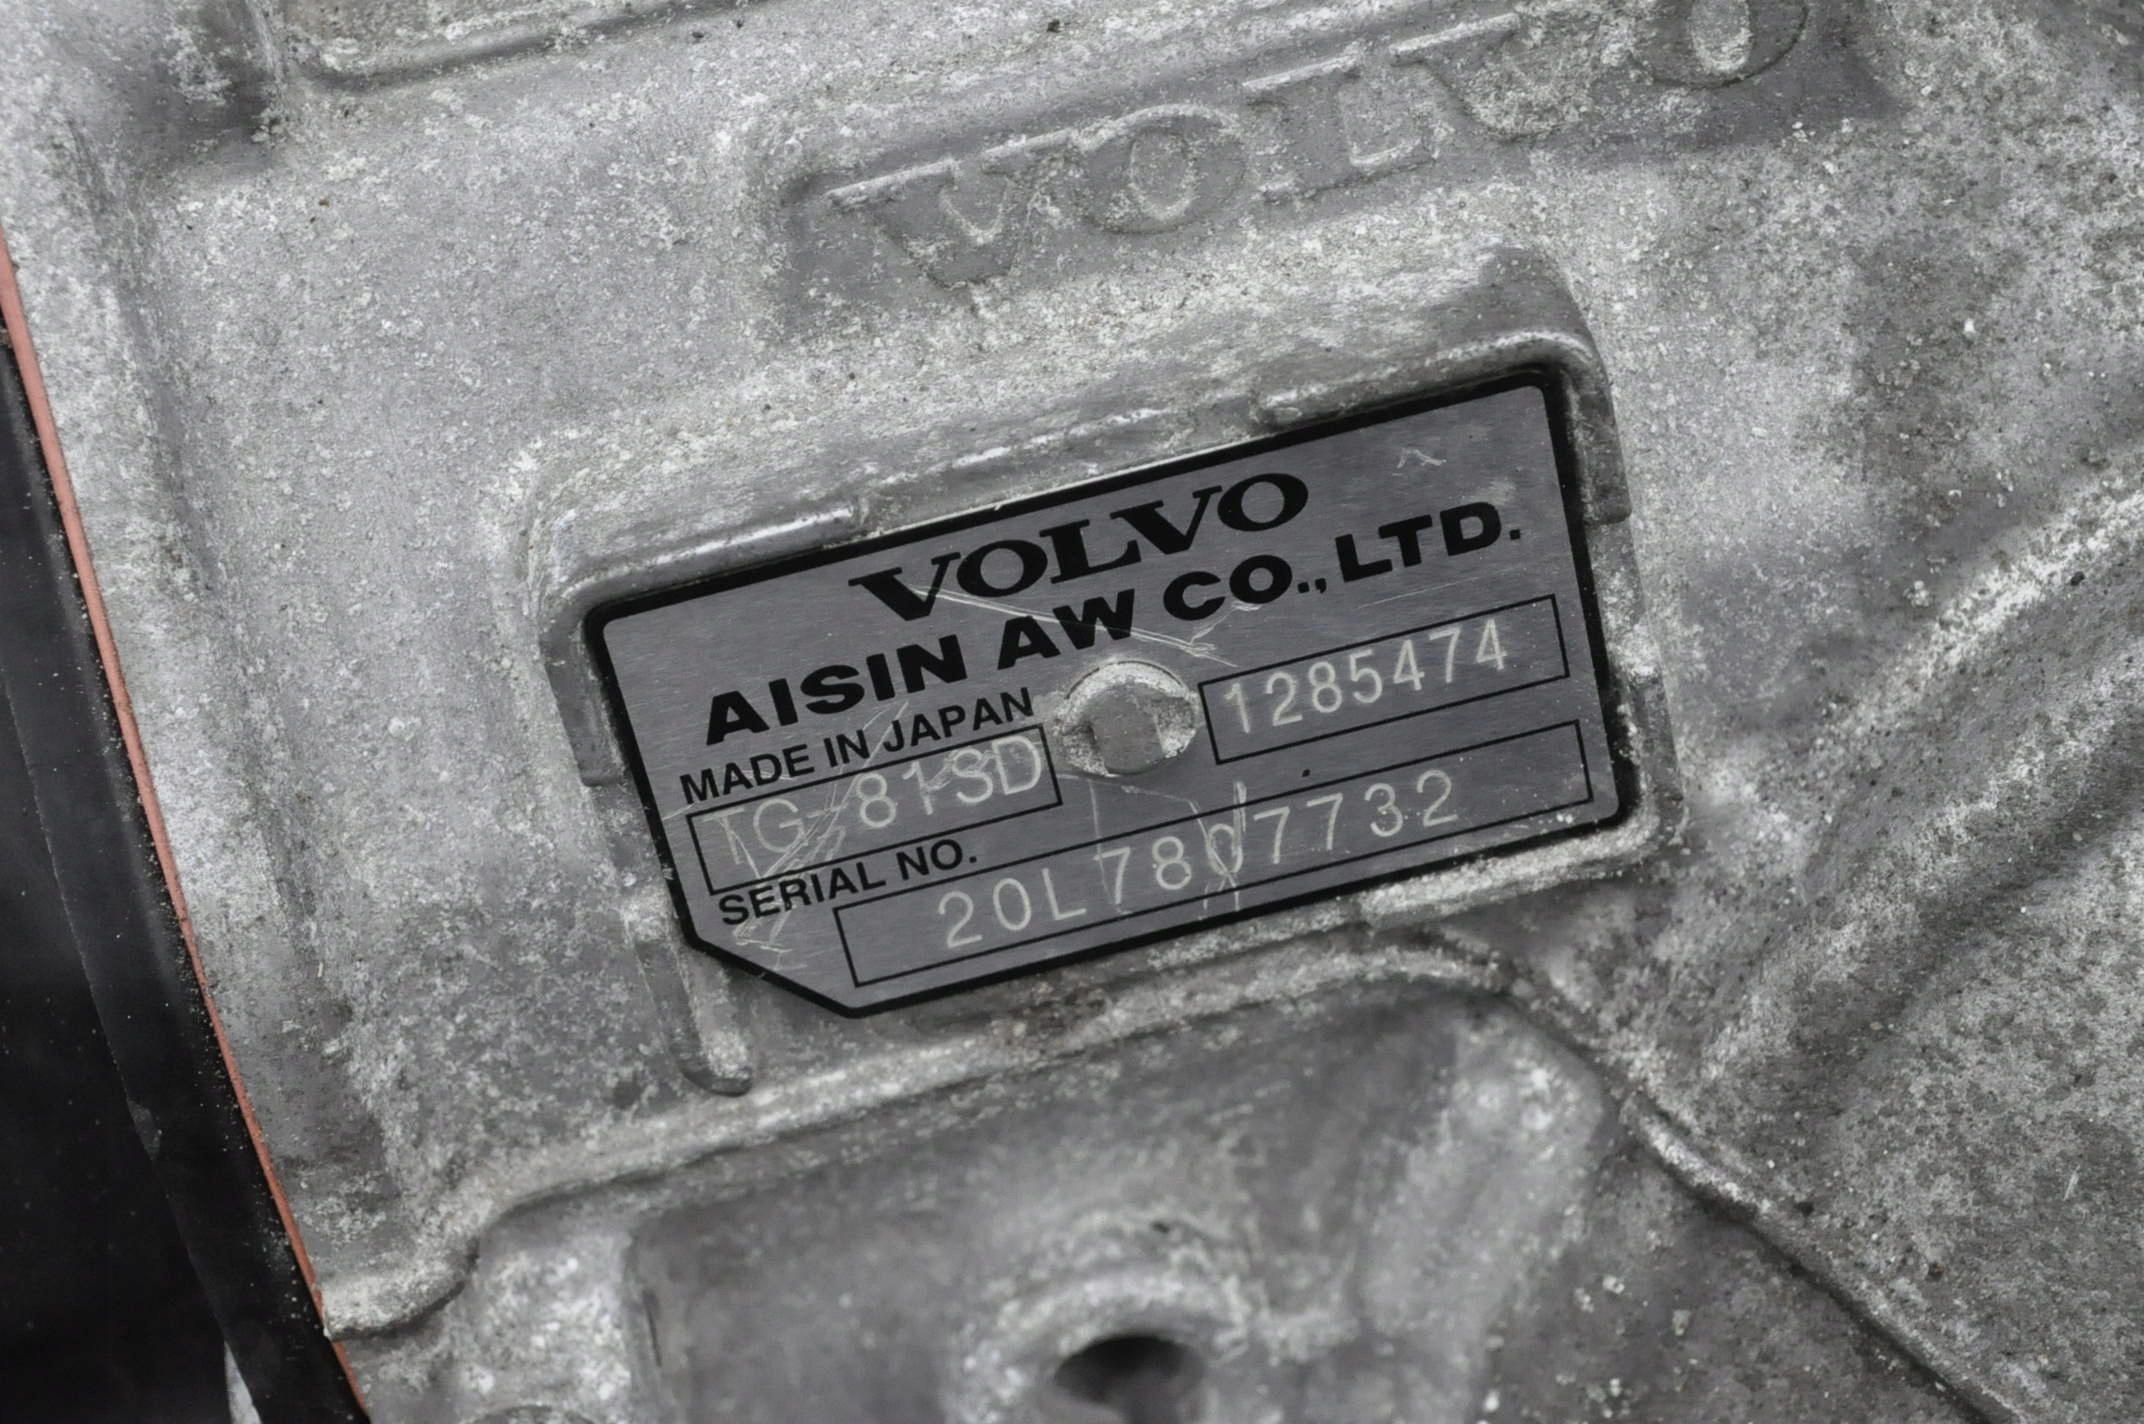 VOLVO
VOLVO
AISIN AW CO., LTD.
MADE IN JAPAN
TG-81SD 1285474
SERIAL NO.
20L7807732